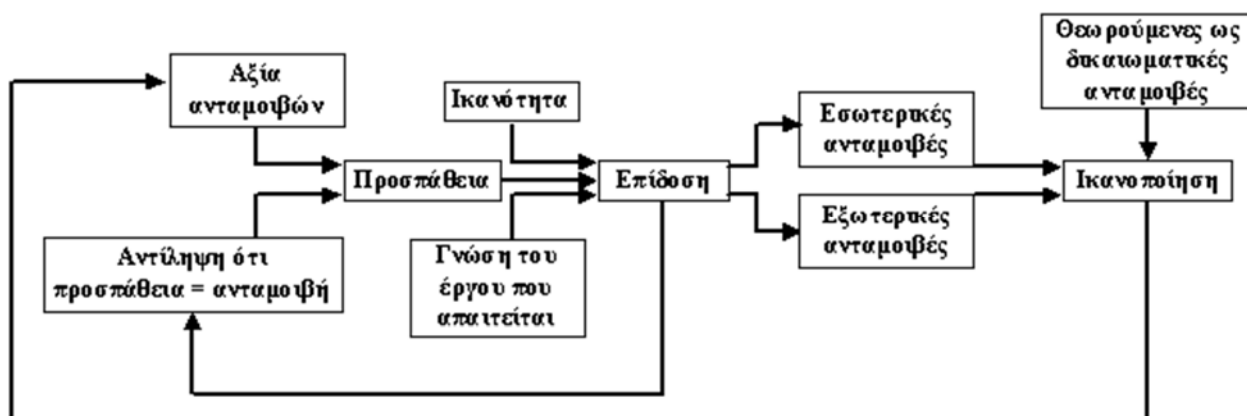 Αξία
ανταμοιβών
Ικανότητα
Θεωρούμενες ως
δικαιωματικές
ανταμοιβές
Εσωτερικές
ανταμοιβές
Προσπάθεια
Επίδοση
Ικανοποίηση
Εξωτερικές
ανταμοιβές
Αντίληψη ότι
προσπάθεια = ανταμοιβή
Γνώση του
έργου που
απαιτείται